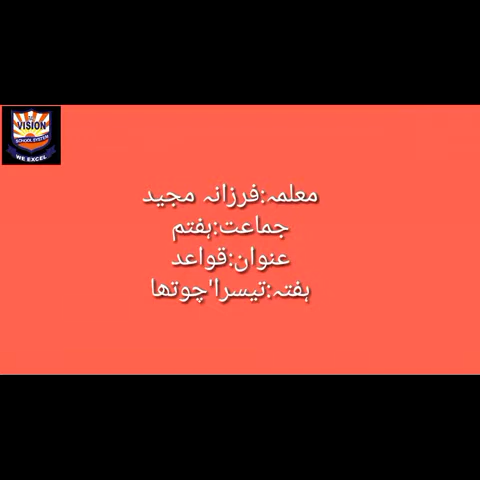 VISION
SCHOOL SYSTEM
WE EXCEL
معلمہ:فرزانہ مجید
جماعت:ہفتم
عنوان:قواعد
ہفتہ:تیسرا'چوتھا